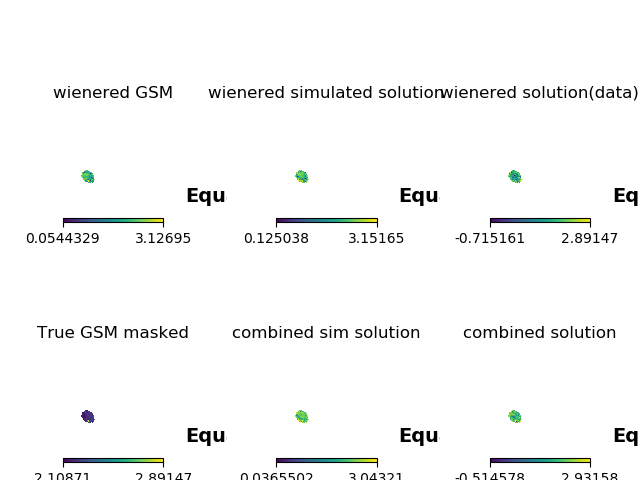 wienered GSM
wienered simulated solution
wienered solution(data)
Equ
Equ
Eq
0.0544329 3.12695
0.125038 3.15165
-0.715161 2.89147
True GSM masked
combined sim solution
combined solution
Equ
Equ
Eq
2.10871 2.89147
0.0365502 3.04321
-0.514578 2.93158